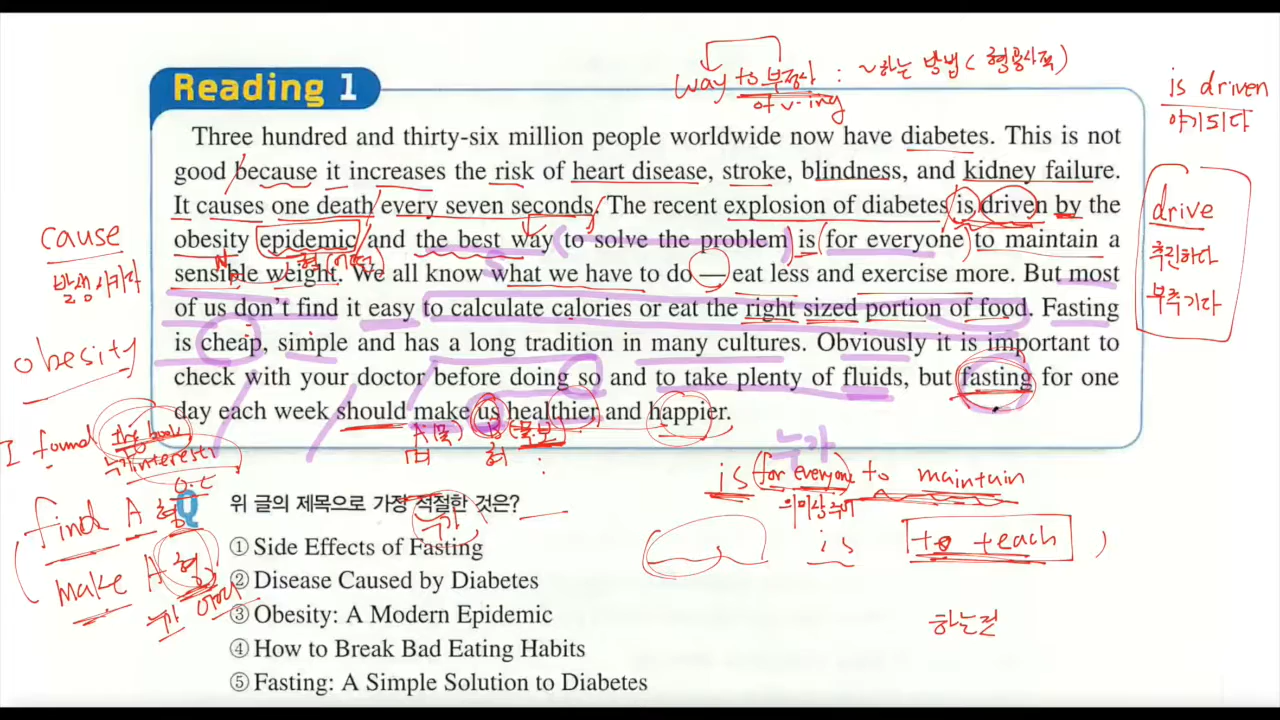 way to 부정사 : ~하는 방법 (형용사적)
of v-ing
is driven
야기되다
Reading 1
Three hundred and thirty-six million people worldwide now have diabetes. This is not
good because it increases the risk of heart disease, stroke, blindness, and kidney failure.
It causes one death every seven seconds. The recent explosion of diabetes is driven by the
obesity epidemic and the best way to solve the problem is for everyone to maintain a
sensible weight. We all know what we have to do — eat less and exercise more. But most
of us don't find it easy to calculate calories or eat the right sized portion of food. Fasting
is cheap, simple and has a long tradition in many cultures. Obviously it is important to
check with your doctor before doing so and to take plenty of fluids, but fasting for one
day each week should make us healthier and happier.
cause
발생시키다
drive
추진하다
부추기다
obesity
I found the book
누가 interesting
O.C
find A 형
make A 형
누가
A(목) B(목.보)
형
누가
is for everyone to maintain
의미상 주어
is to teach
하는것
Q 위 글의 제목으로 가장 적절한 것은?
누가
① Side Effects of Fasting
② Disease Caused by Diabetes
③ Obesity: A Modern Epidemic
④ How to Break Bad Eating Habits
⑤ Fasting: A Simple Solution to Diabetes